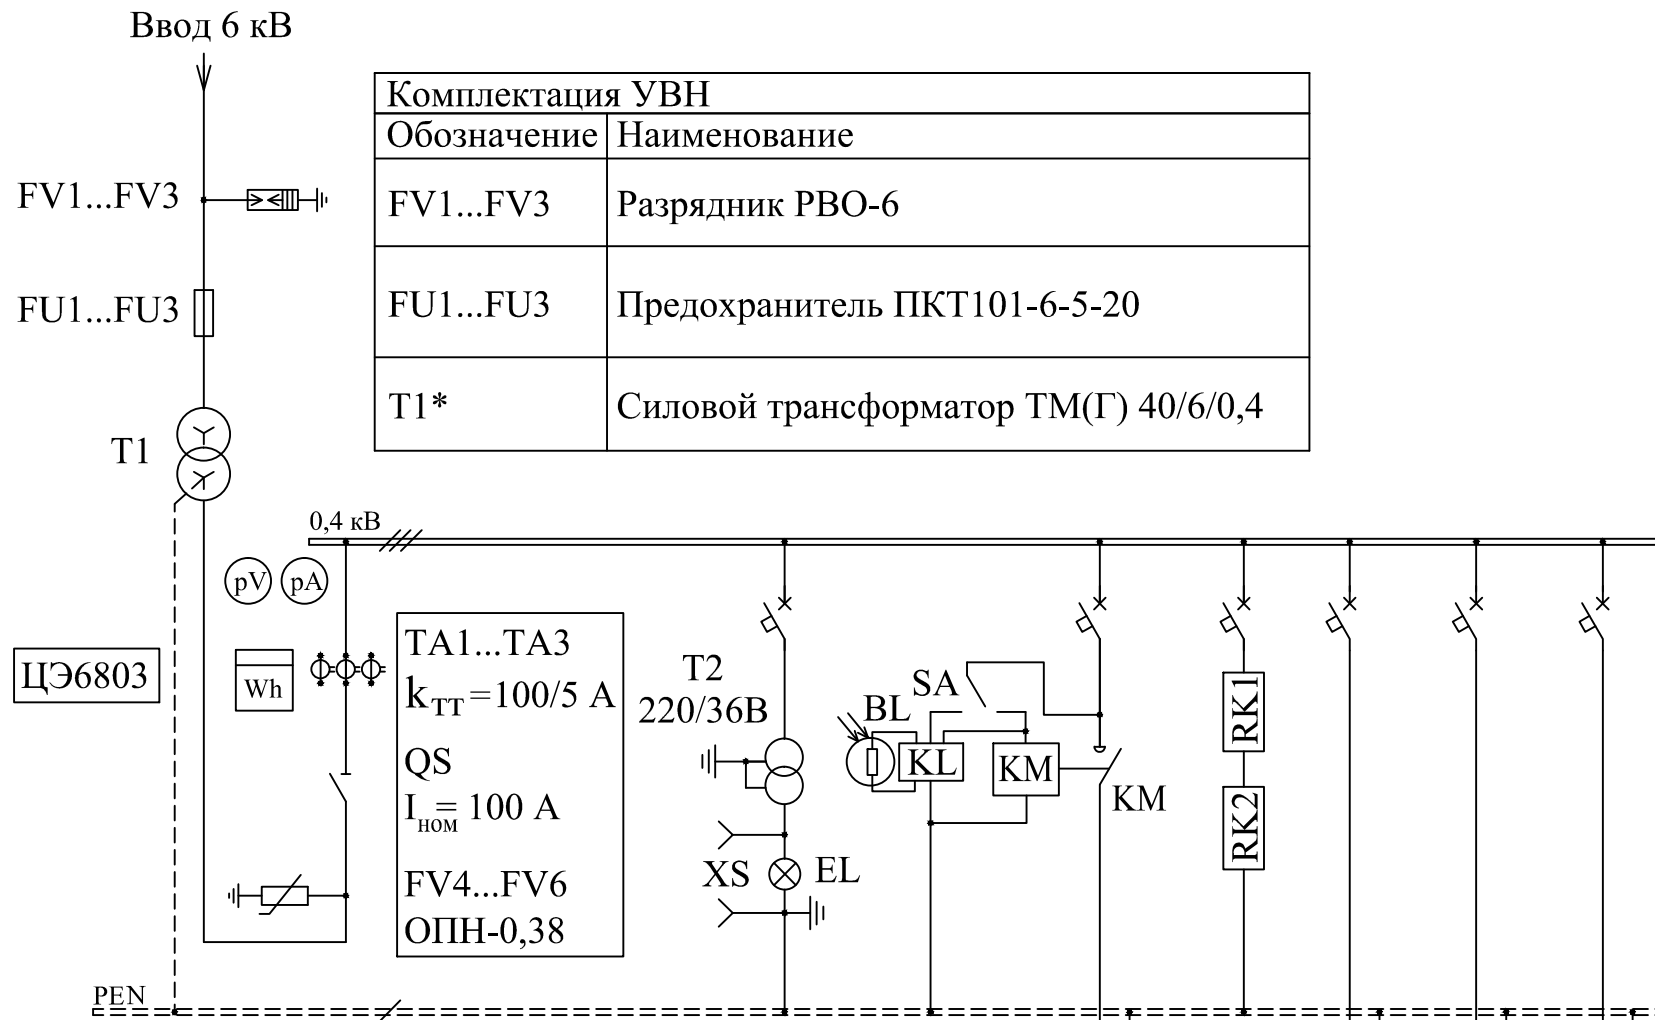 Ввод 6 кВ
Комплектация УВН
Обозначение Наименование
FV1...FV3
FV1...FV3 Разрядник РВО-6
FU1...FU3
FU1...FU3 Предохранитель ПКТ101-6-5-20
T1* Силовой трансформатор ТМ(Г) 40/6/0,4
T1
0,4 кВ
pV pA
ЦЭ6803
Wh
TA1...TA3
kТТ=100/5 А
QS
Iном= 100 А
FV4...FV6
ОПН-0,38
T2
220/36В
XS EL
SA
BL
KL
KM
KM
RK1
RK2
PEN